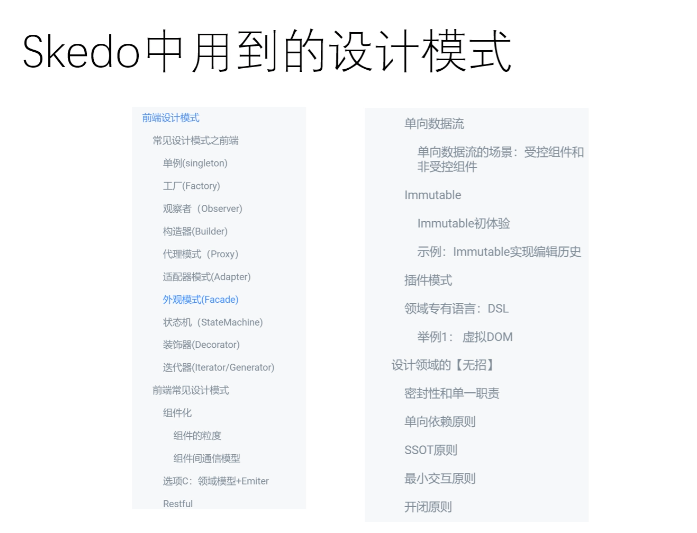 Skedo中用到的设计模式
前端设计模式
常见设计模式之前端
单例(singleton)
工厂(Factory)
观察者（Observer)
构造器(Builder)
代理模式（Proxy)
适配器模式(Adapter)
外观模式(Facade)
状态机（StateMachine)
装饰器(Decorator)
迭代器(Iterator/Generator)
前端常见设计模式
组件化
组件的粒度
组件间通信模型
选项C：领域模型+Emiter
Restful
单向数据流
单向数据流的场景：受控组件和
非受控组件
Immutable
Immutable初体验
示例：Immutable实现编辑历史
插件模式
领域专有语言：DSL
举例1： 虚拟DOM
设计领域的【无招】
密封性和单一职责
单向依赖原则
SSOT原则
最小交互原则
开闭原则